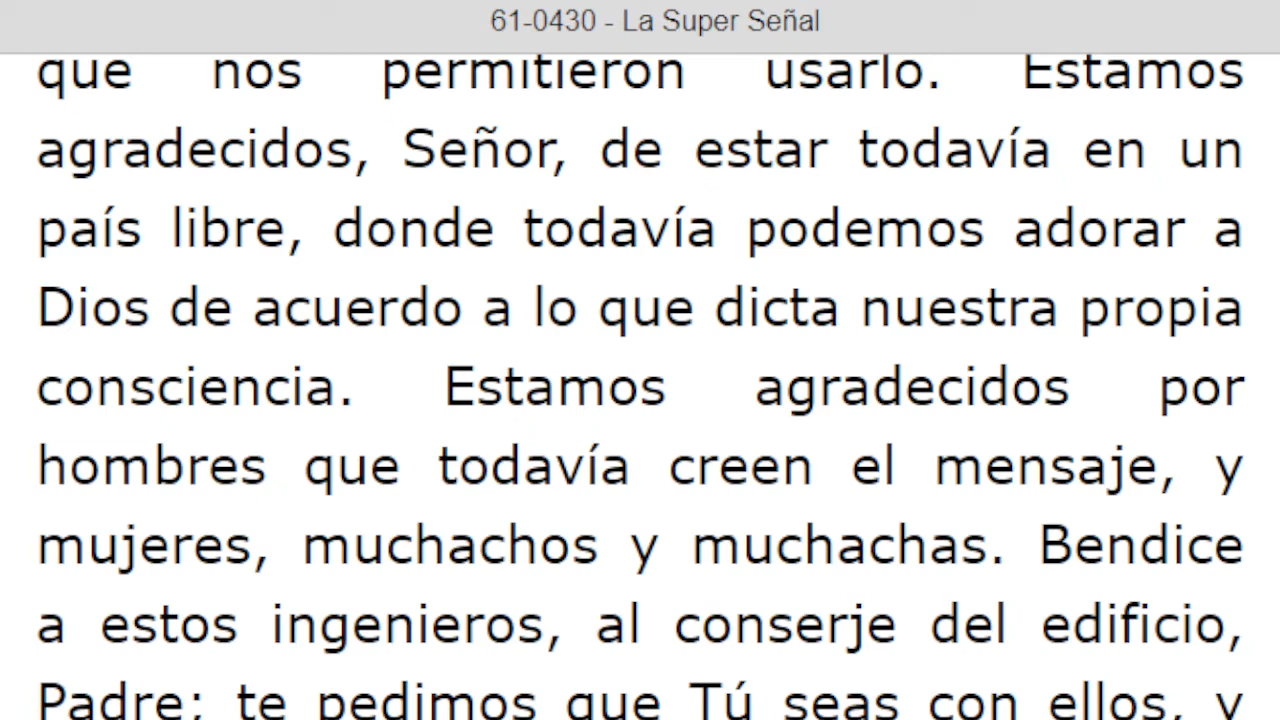 61-0430 - La Super Señal
que nos permitieron usarlo. Estamos
agradecidos, Señor, de estar todavía en un
país libre, donde todavía podemos adorar a
Dios de acuerdo a lo que dicta nuestra propia
consciencia. Estamos agradecidos por
hombres que todavía creen el mensaje, y
mujeres, muchachos y muchachas. Bendice
a estos ingenieros, al conserje del edificio,
Padre; te pedimos que Tú seas con ellos, y